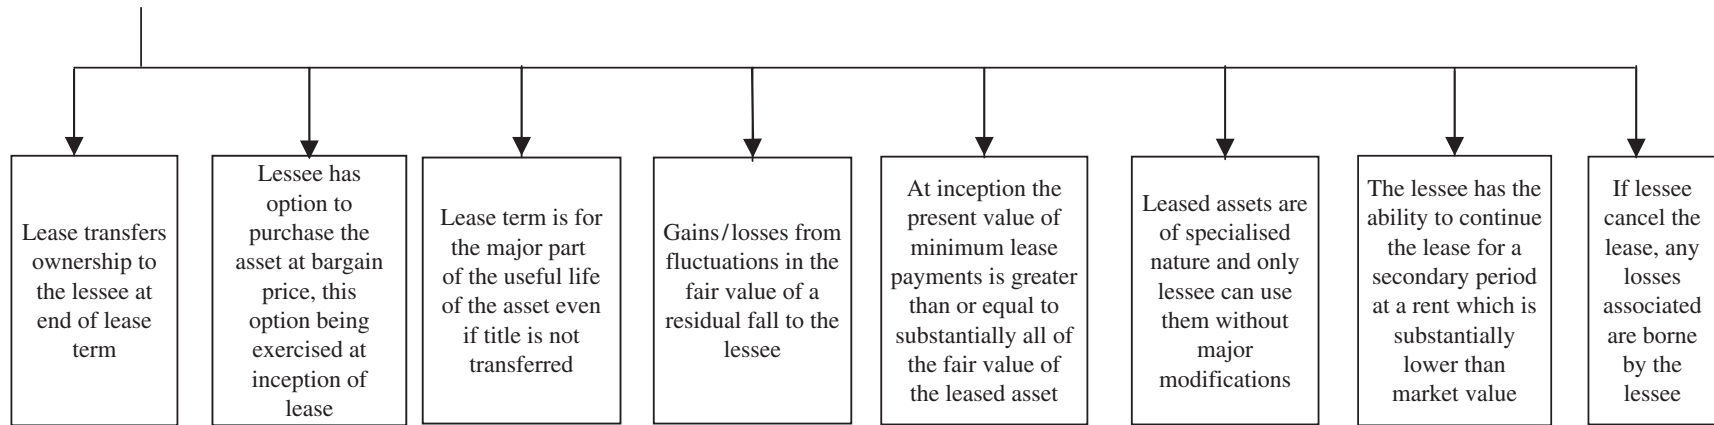 Lease transfers
ownership to
the lessee at
end of lease
term
Lessee has
option to
purchase the
asset at bargain
price, this
option being
exercised at
inception of
lease
Lease term is for
the major part
of the useful life
of the asset even
if title is not
transferred
Gains/losses from
fluctuations in the
fair value of a
residual fall to the
lessee
At inception the
present value of
minimum lease
payments is greater
than or equal to
substantially all of
the fair value of
the leased asset
Leased assets are
of specialised
nature and only
lessee can use
them without
major
modifications
The lessee has the
ability to continue
the lease for a
secondary period
at a rent which is
substantially
lower than
market value
If lessee
cancel the
lease, any
losses
associated
are borne
by the
lessee